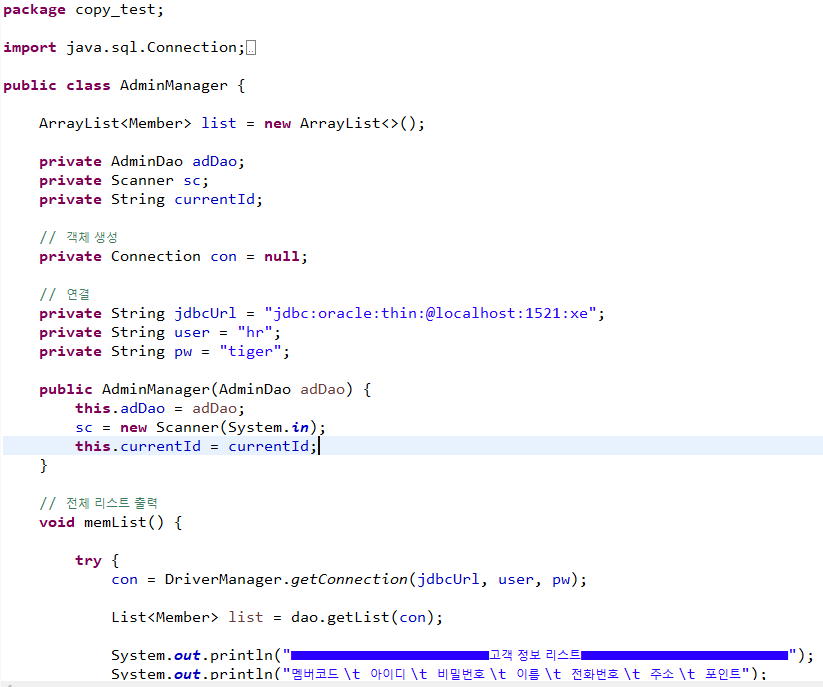 package copy_test;
import java.sql.Connection;
public class AdminManager {
ArrayList<Member> list = new ArrayList<>();
private AdminDao adDao;
private Scanner sc;
private String currentId;
// 객체 생성
private Connection con = null;
// 연결
private String jdbcUrl = "jdbc:oracle:thin:@localhost:1521:xe";
private String user = "hr";
private String pw = "tiger";
public AdminManager(AdminDao adDao) {
this.adDao = adDao;
sc = new Scanner(System.in);
this.currentId = currentId;
}
// 전체 리스트 출력
void memList() {
try {
con = DriverManager.getConnection(jdbcUrl, user, pw);
List<Member> list = dao.getList(con);
System.out.println("■■■■■■■■■■■■■■■■■■고객 정보 리스트■■■■■■■■■■■■■■■■■■■");
System.out.println("멤버코드 \t 아이디 \t 비밀번호 \t 이름 \t 전화번호 \t 주소 \t 포인트");